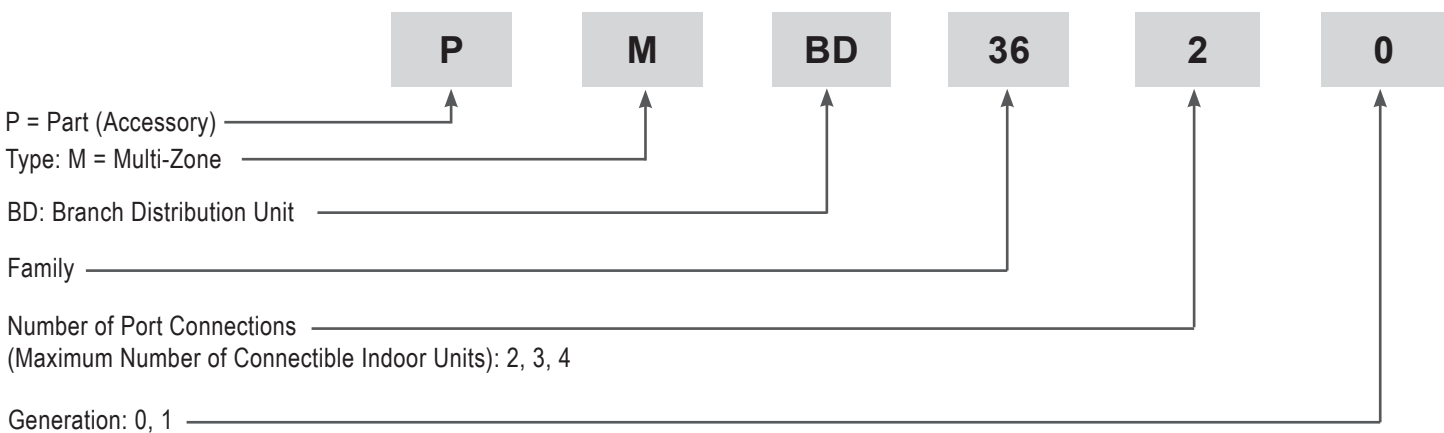 P M BD 36 2 0
P = Part (Accessory)
Type: M = Multi-Zone
BD: Branch Distribution Unit
Family
Number of Port Connections
(Maximum Number of Connectible Indoor Units): 2, 3, 4
Generation: 0, 1